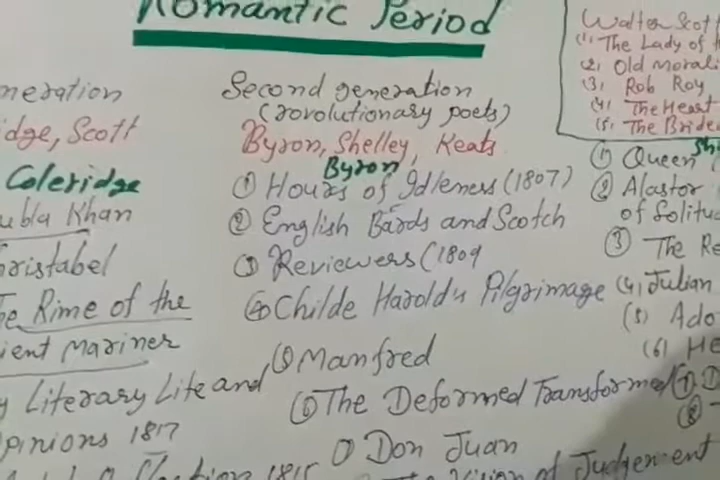 Romantic Period
neration
idge, Scott
Coleridge
ubla Khan
ristabel
Rime of the
ient Mariner
Literary Life and
pinions 1817
Second generation
(rovolutionary poets)
Byron, Shelley, Keats
Byron
① Hours of Idleness (1807)
② English Bards and Scotch
③ Reviewers (1809
④ Childe Harolds Pilgrimage
⑤ Manfred
⑥ The Deformed Transformed
Don Juan
Vision of Judgement
Walter Scott
(1) The Lady of
(2) Old Morali
(3) Rob Roy
(4) The Heart
(5) The Bride
Sh
① Queen
② Alastor
of Solitu
③ The Re
(4) Julian
(5) Ado
(6) He